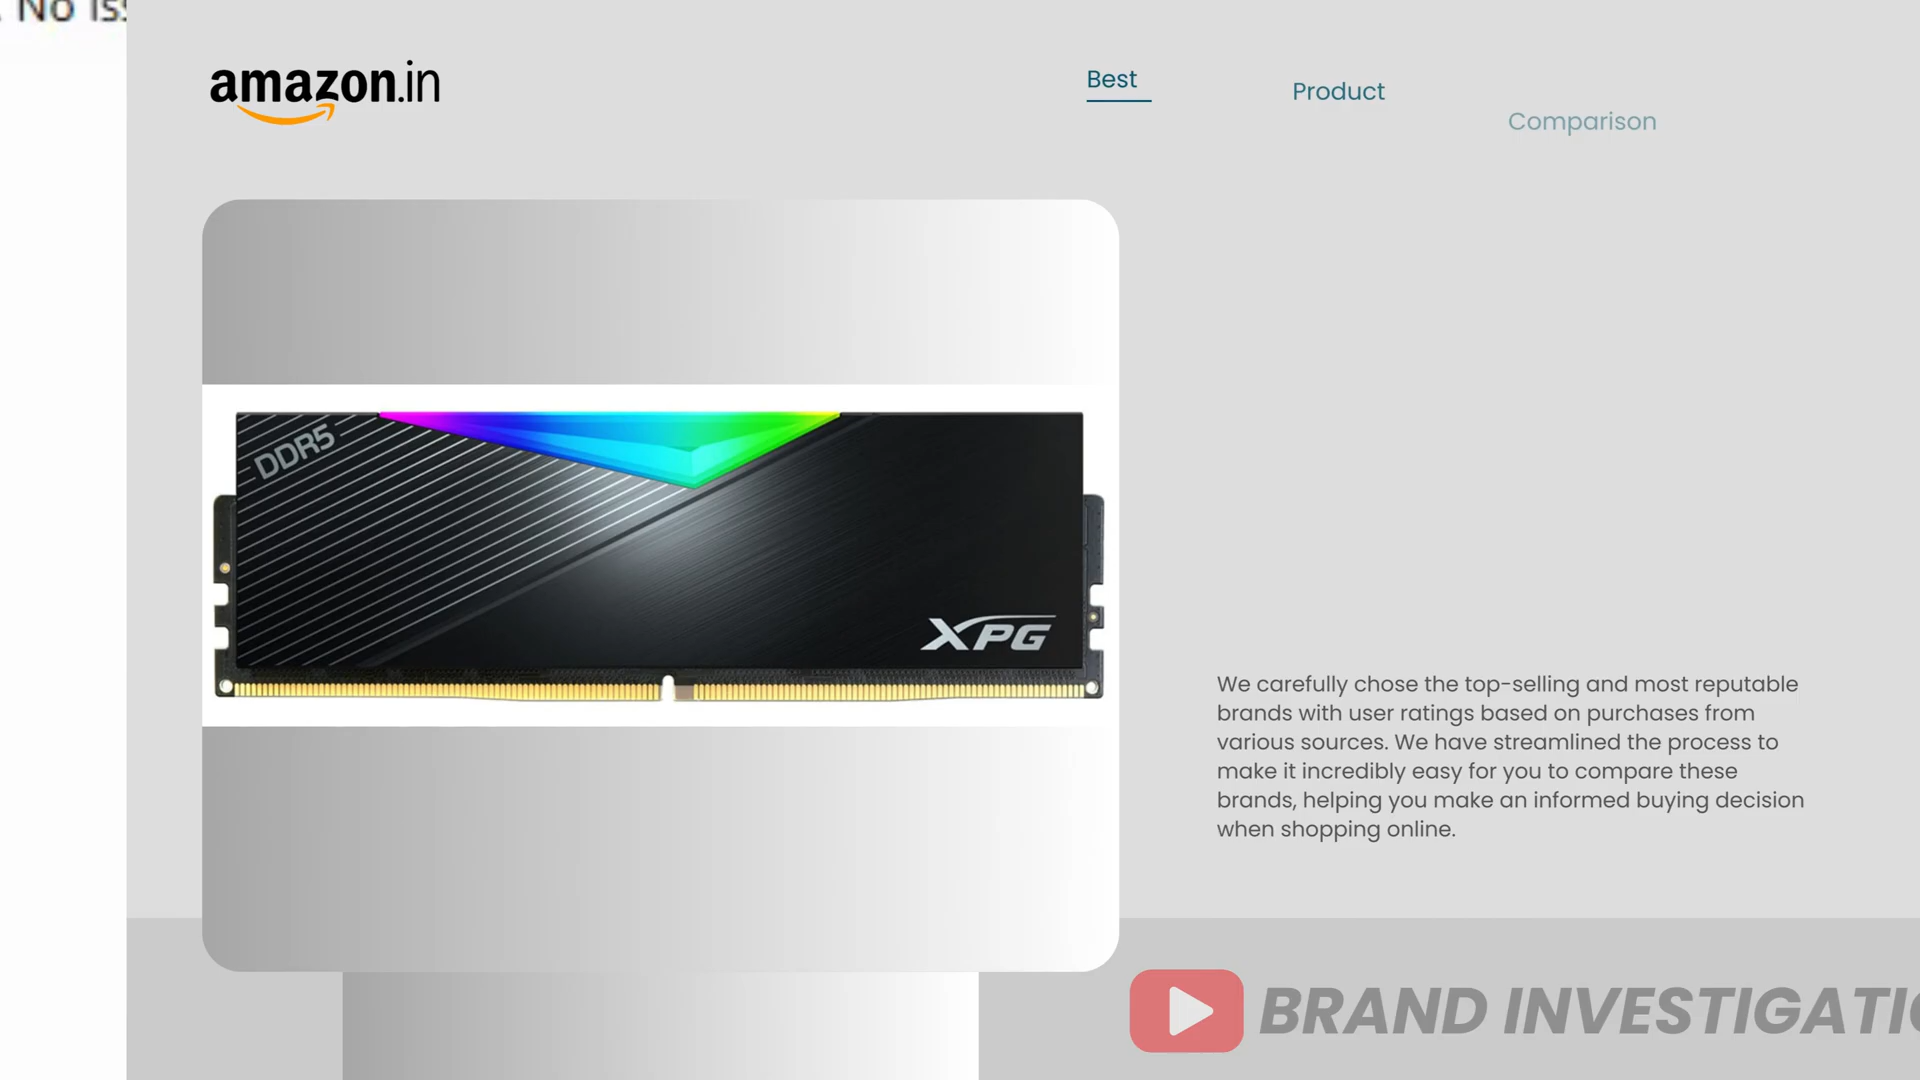 . No is
amazon.in
Best
Product
Comparison
DDR5
XPG
We carefully chose the top-selling and most reputable
brands with user ratings based on purchases from
various sources. We have streamlined the process to
make it incredibly easy for you to compare these
brands, helping you make an informed buying decision
when shopping online.
BRAND INVESTIGATI